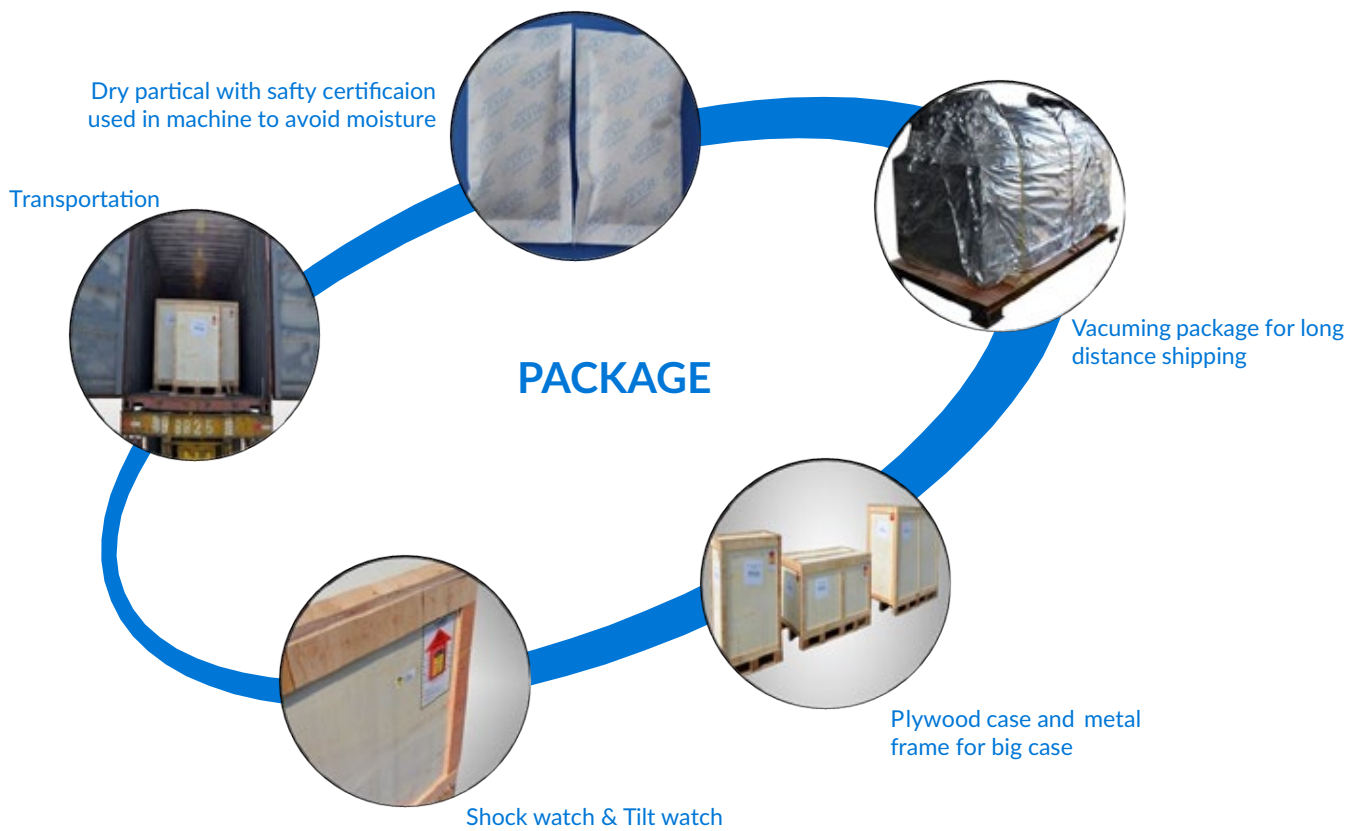 Dry partical with safty certificaion
used in machine to avoid moisture
Transportation
PACKAGE
Vacuming package for long
distance shipping
Plywood case and metal
frame for big case
Shock watch & Tilt watch